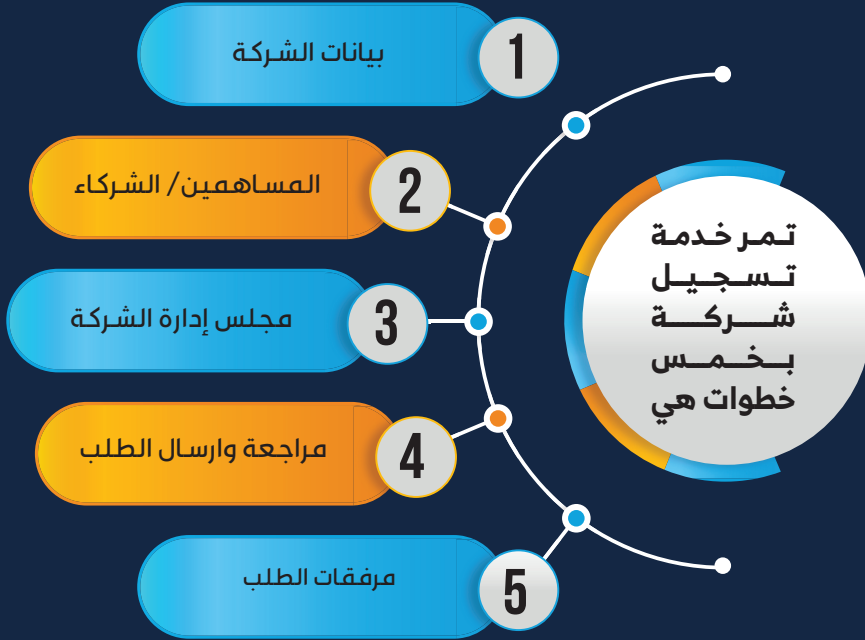 تمر خدمة
تسجيل
شركة
بخمس
خطوات هي
1
بيانات الشركة
2
المساهمين/ الشركاء
3
مجلس إدارة الشركة
4
مراجعة وارسال الطلب
5
مرفقات الطلب